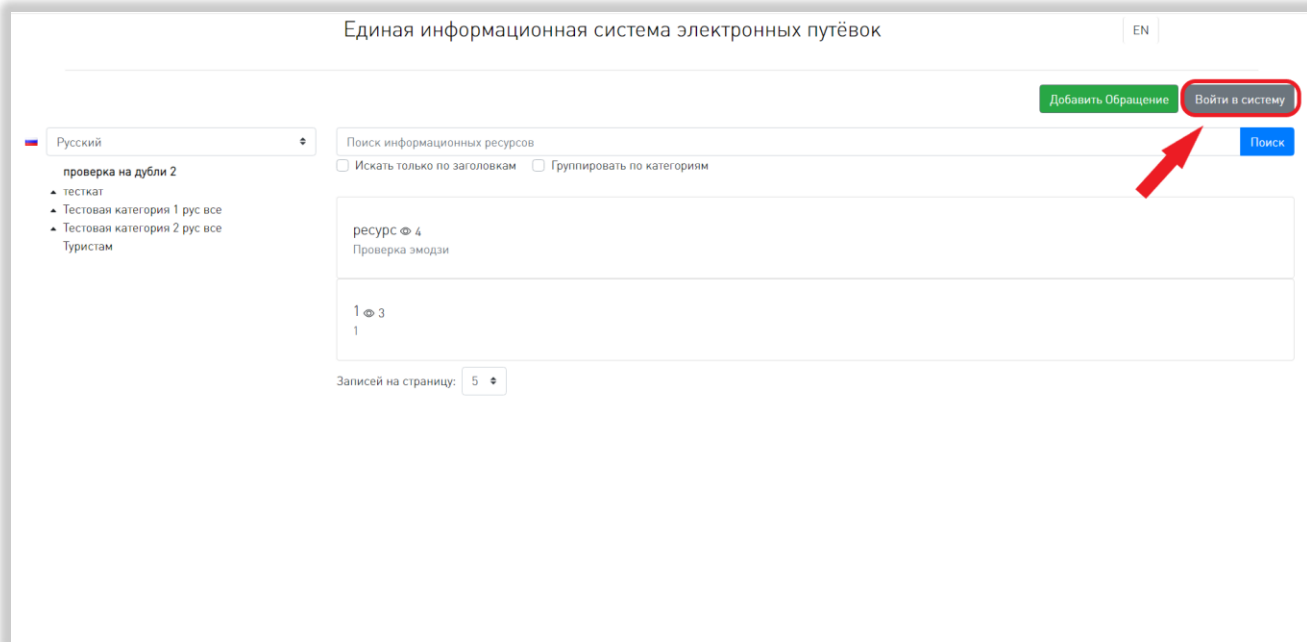 Единая информационная система электронных путёвок
EN
Добавить Обращение
Войти в систему
Русский
Поиск информационных ресурсов
Поиск
Искать только по заголовкам
Группировать по категориям
проверка на дубли 2
тесткат
Тестовая категория 1 рус все
Тестовая категория 2 рус все
Туристам
ресурс 4
Проверка эмодзи
1 3
1
Записей на страницу: 5